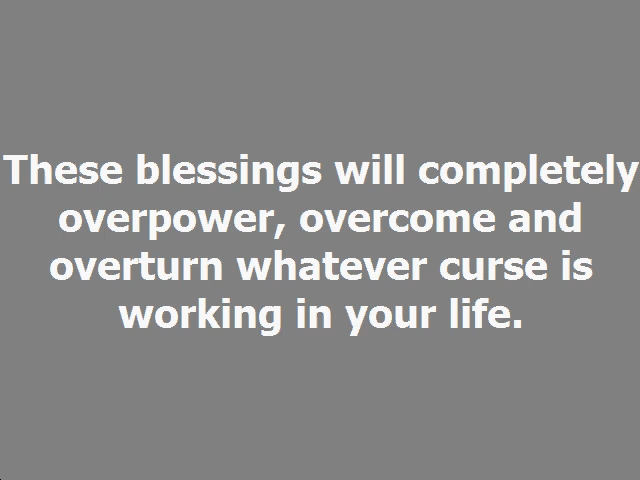 These blessings will completely
overpower, overcome and
overturn whatever curse is
working in your life.